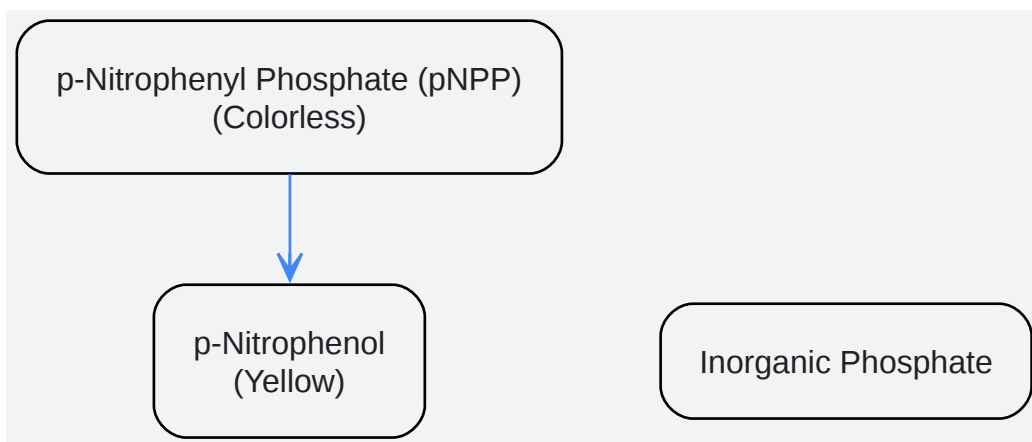 p-Nitrophenyl Phosphate (pNPP)
(Colorless)
p-Nitrophenol
(Yellow)
Inorganic Phosphate